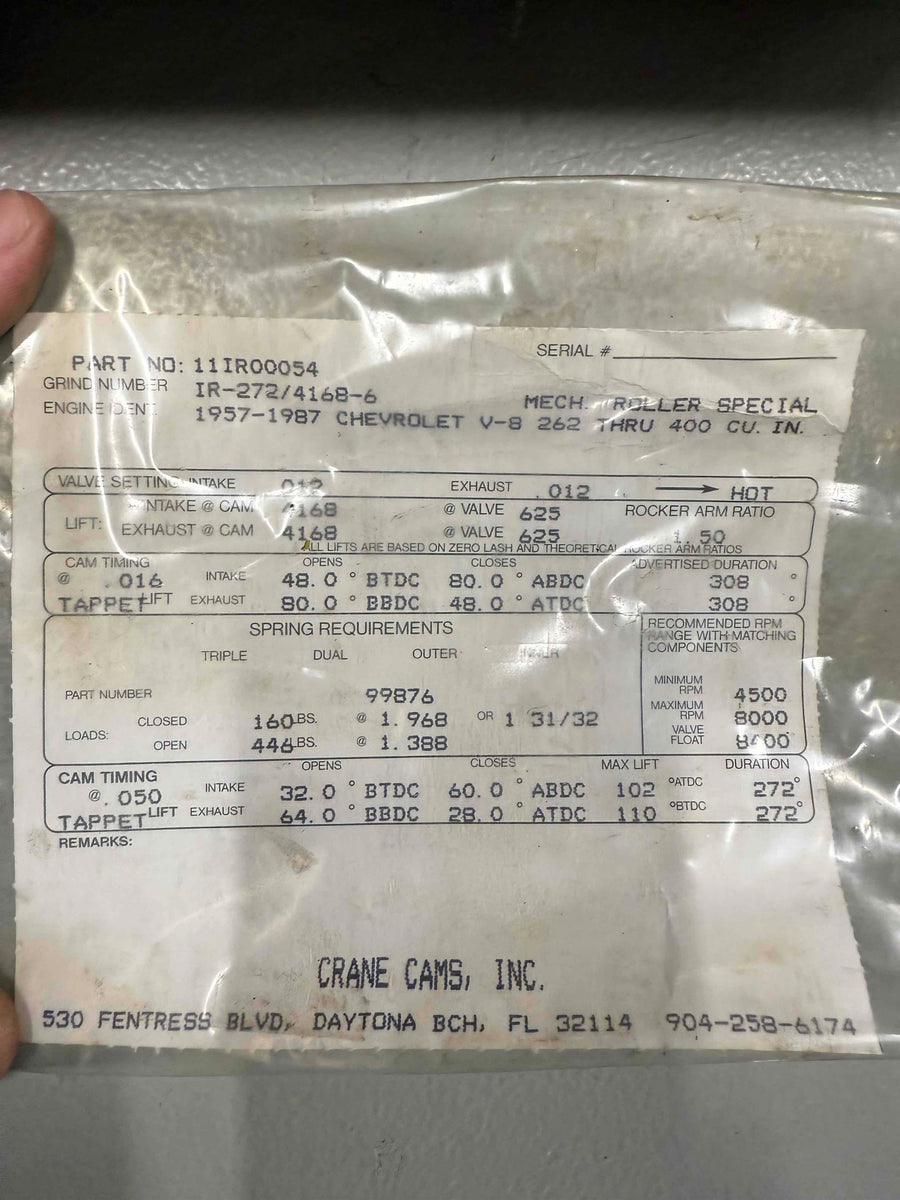 SERIAL #
PART NO: 11IR00054
GRIND NUMBER IR-272/4168-6
MECH. ROLLER SPECIAL
ENGINE IDENT. 1957-1987 CHEVROLET V-8 262 THRU 400 CU. IN.
VALVE SETTING INTAKE .012 EXHAUST .012 HOT
LIFT: INTAKE @ CAM 4168 @ VALVE 625 ROCKER ARM RATIO
EXHAUST @ CAM 4168 @ VALVE 625 1.50
ALL LIFTS ARE BASED ON ZERO LASH AND THEORETICAL ROCKER ARM RATIOS
CAM TIMING OPENS CLOSES ADVERTISED DURATION
@ .016 INTAKE 48.0 ° BTDC 80.0 ° ABDC 308 °
TAPPET LIFT EXHAUST 80.0 ° BBDC 48.0 ° ATDC 308 °
SPRING REQUIREMENTS
TRIPLE DUAL OUTER INNER
PART NUMBER 99876
LOADS: CLOSED 160 LBS. @ 1.968 OR 1 31/32
OPEN 446 LBS. @ 1.388
RECOMMENDED RPM
RANGE WITH MATCHING
COMPONENTS
MINIMUM RPM 4500
MAXIMUM RPM 8000
VALVE FLOAT 8400
CAM TIMING OPENS CLOSES MAX LIFT DURATION
@ .050 INTAKE 32.0 ° BTDC 60.0 ° ABDC 102 °ATDC 272°
TAPPET LIFT EXHAUST 64.0 ° BBDC 28.0 ° ATDC 110 °BTDC 272°
REMARKS:
CRANE CAMS, INC.
530 FENTRESS BLVD, DAYTONA BCH, FL 32114 904-258-6174